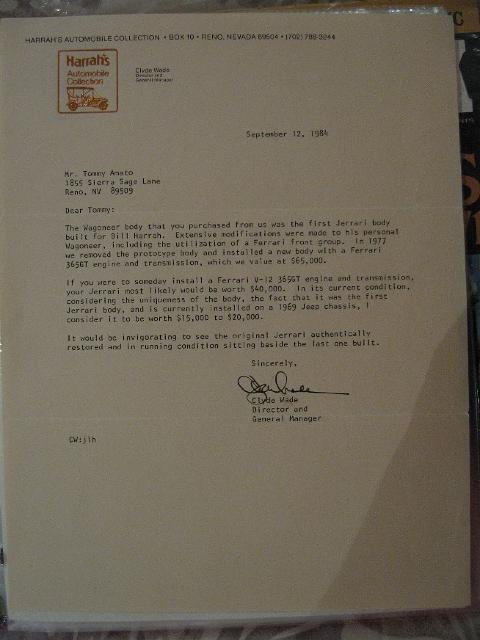 HARRAH'S AUTOMOBILE COLLECTION • BOX 10 • RENO, NEVADA 89504 • (702) 788-3244
Harrah's
Automobile
Collection
Clyde Wade
Director and
General Manager
September 12, 1984
Mr. Tommy Amato
1855 Sierra Sage Lane
Reno, NV 89509
Dear Tommy:
The Wagoneer body that you purchased from us was the first Jerrari body
built for Bill Harrah. Extensive modifications were made to his personal
Wagoneer, including the utilization of a Ferrari front group. In 1977
we removed the prototype body and installed a new body with a Ferrari
365GT engine and transmission, which we value at $65,000.
If you were to someday install a Ferrari V-12 365GT engine and transmission,
your Jerrari most likely would be worth $40,000. In its current condition,
considering the uniqueness of the body, the fact that it was the first
Jerrari body, and is currently installed on a 1969 Jeep chassis, I
consider it to be worth $15,000 to $20,000.
It would be invigorating to see the original Jerrari authentically
restored and in running condition sitting beside the last one built.
Sincerely,
Clyde Wade
Director and
General Manager
CW:jlh